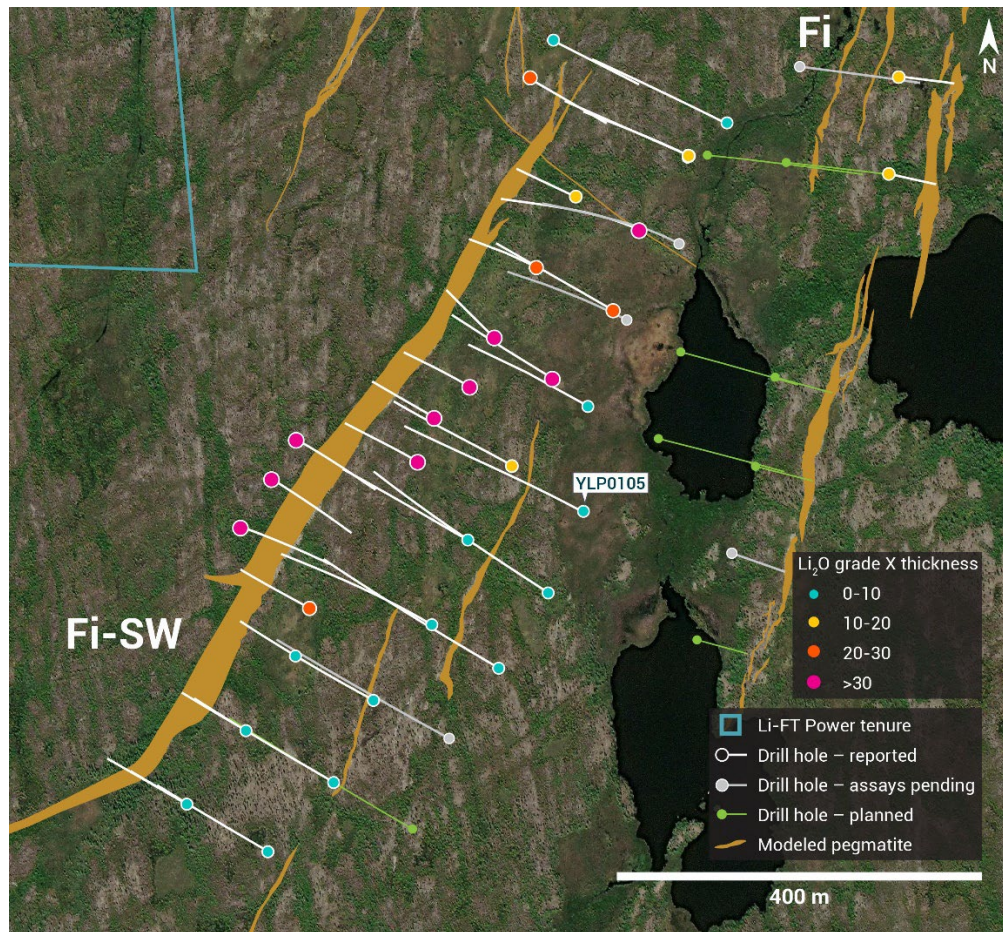 Fi
N
YLP0105
Fi-SW
Li₂O grade X thickness
0-10
10-20
20-30
>30
Li-FT Power tenure
Drill hole – reported
Drill hole – assays pending
Drill hole – planned
Modeled pegmatite
400 m